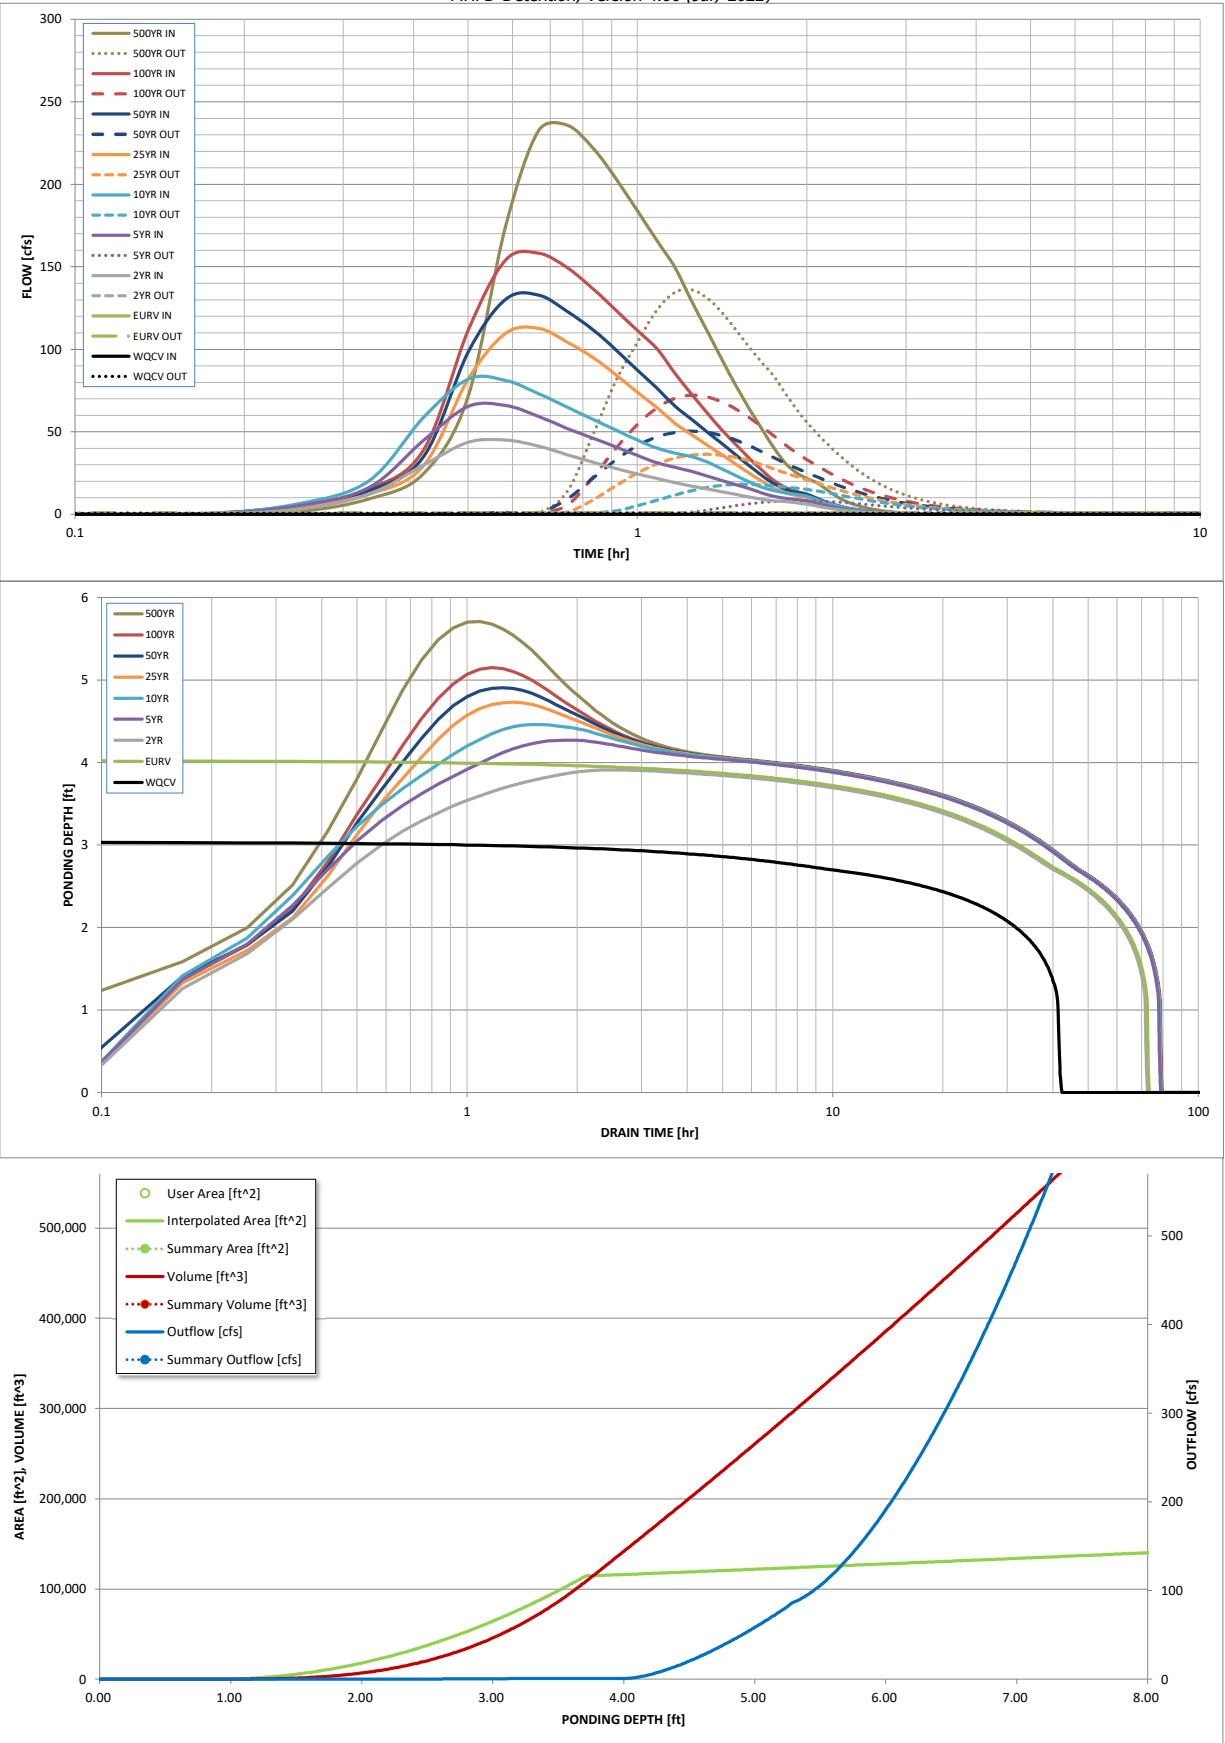 MHFD-Detention, Version 4.06 (July 2022)
300
250
200
150
100
50
0
FLOW [cfs]
500YR IN
500YR OUT
100YR IN
100YR OUT
50YR IN
50YR OUT
25YR IN
25YR OUT
10YR IN
10YR OUT
5YR IN
5YR OUT
2YR IN
2YR OUT
EURV IN
EURV OUT
WQCV IN
WQCV OUT
0.1
1
10
TIME [hr]
6
5
4
3
2
1
0
PONDING DEPTH [ft]
500YR
100YR
50YR
25YR
10YR
5YR
2YR
EURV
WQCV
0.1
1
10
100
DRAIN TIME [hr]
User Area [ft^2]
Interpolated Area [ft^2]
Summary Area [ft^2]
Volume [ft^3]
Summary Volume [ft^3]
Outflow [cfs]
Summary Outflow [cfs]
500,000
400,000
300,000
200,000
100,000
0
AREA [ft^2], VOLUME [ft^3]
500
400
300
200
100
0
OUTFLOW [cfs]
0.00
1.00
2.00
3.00
4.00
5.00
6.00
7.00
8.00
PONDING DEPTH [ft]